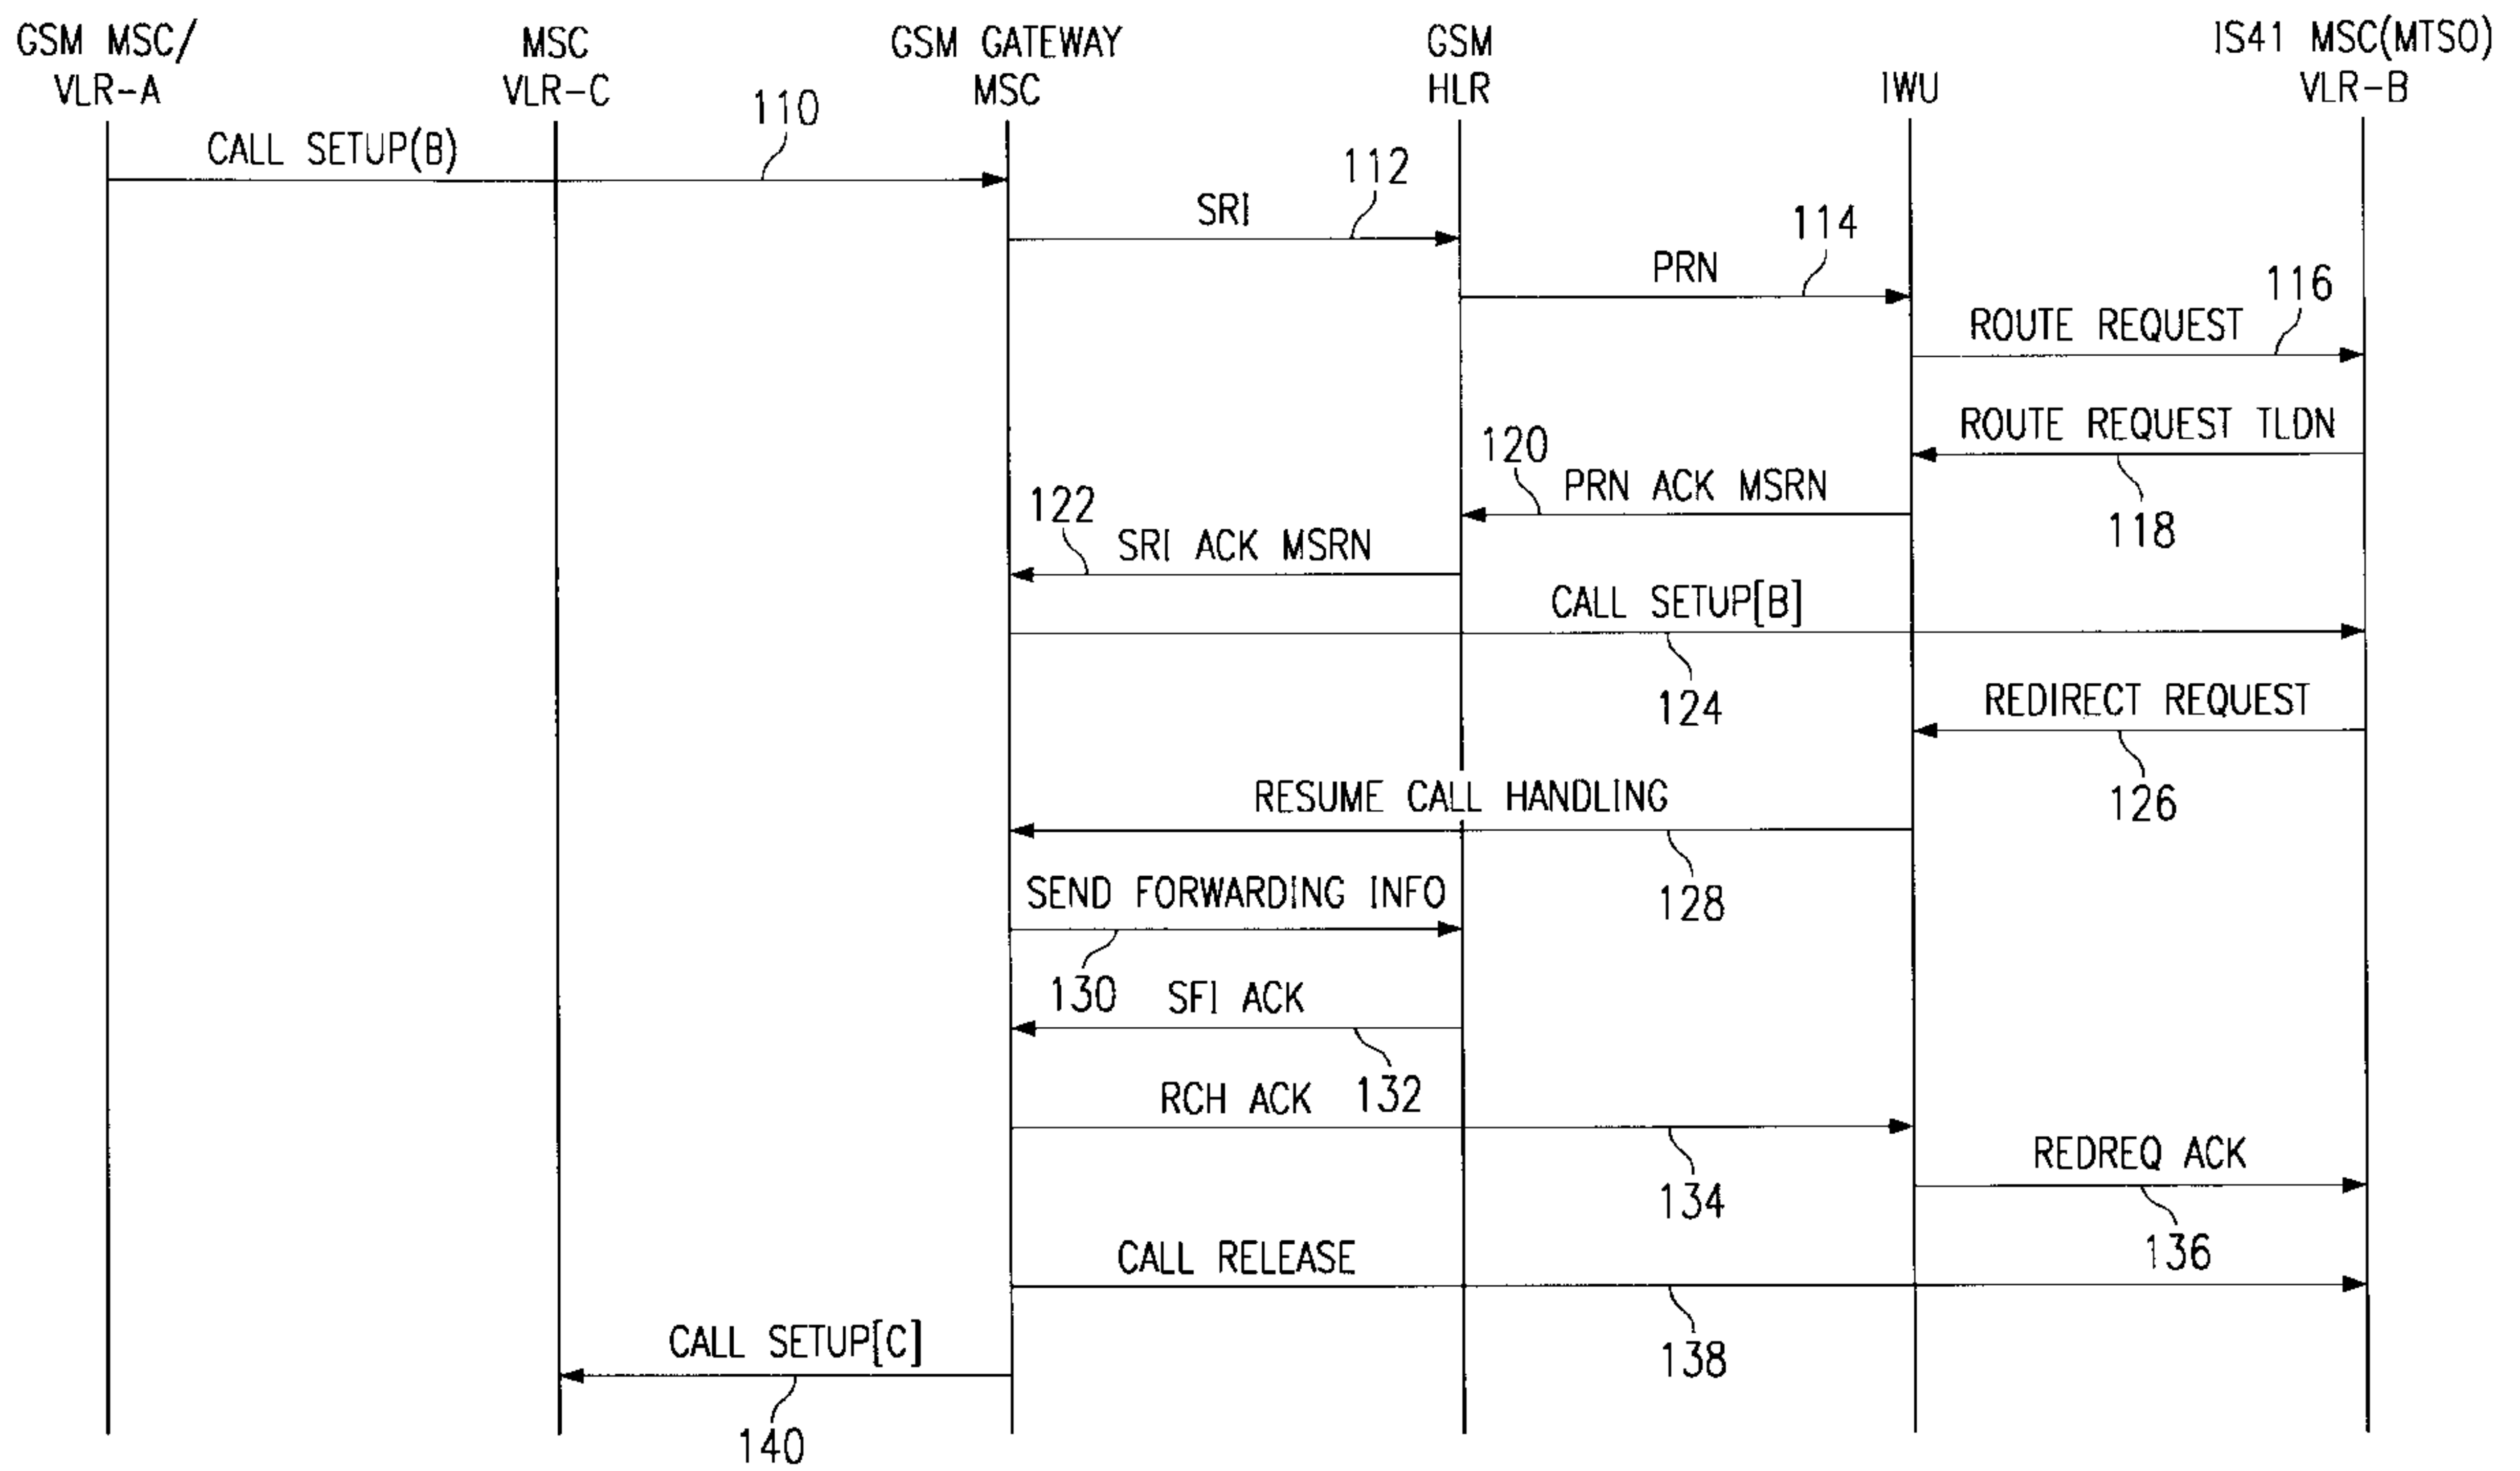 GSM MSC/
VLR-A
MSC
VLR-C
GSM GATEWAY
MSC
GSM
HLR
IWU
IS41 MSC(MTSO)
VLR-B
CALL SETUP(B)
110
SRI
112
PRN
114
ROUTE REQUEST
116
ROUTE REQUEST TLDN
118
PRN ACK MSRN
120
SRI ACK MSRN
122
CALL SETUP[B]
124
REDIRECT REQUEST
126
RESUME CALL HANDLING
128
SEND FORWARDING INFO
130
SFI ACK
132
RCH ACK
134
REDREQ ACK
136
CALL RELEASE
138
CALL SETUP[C]
140